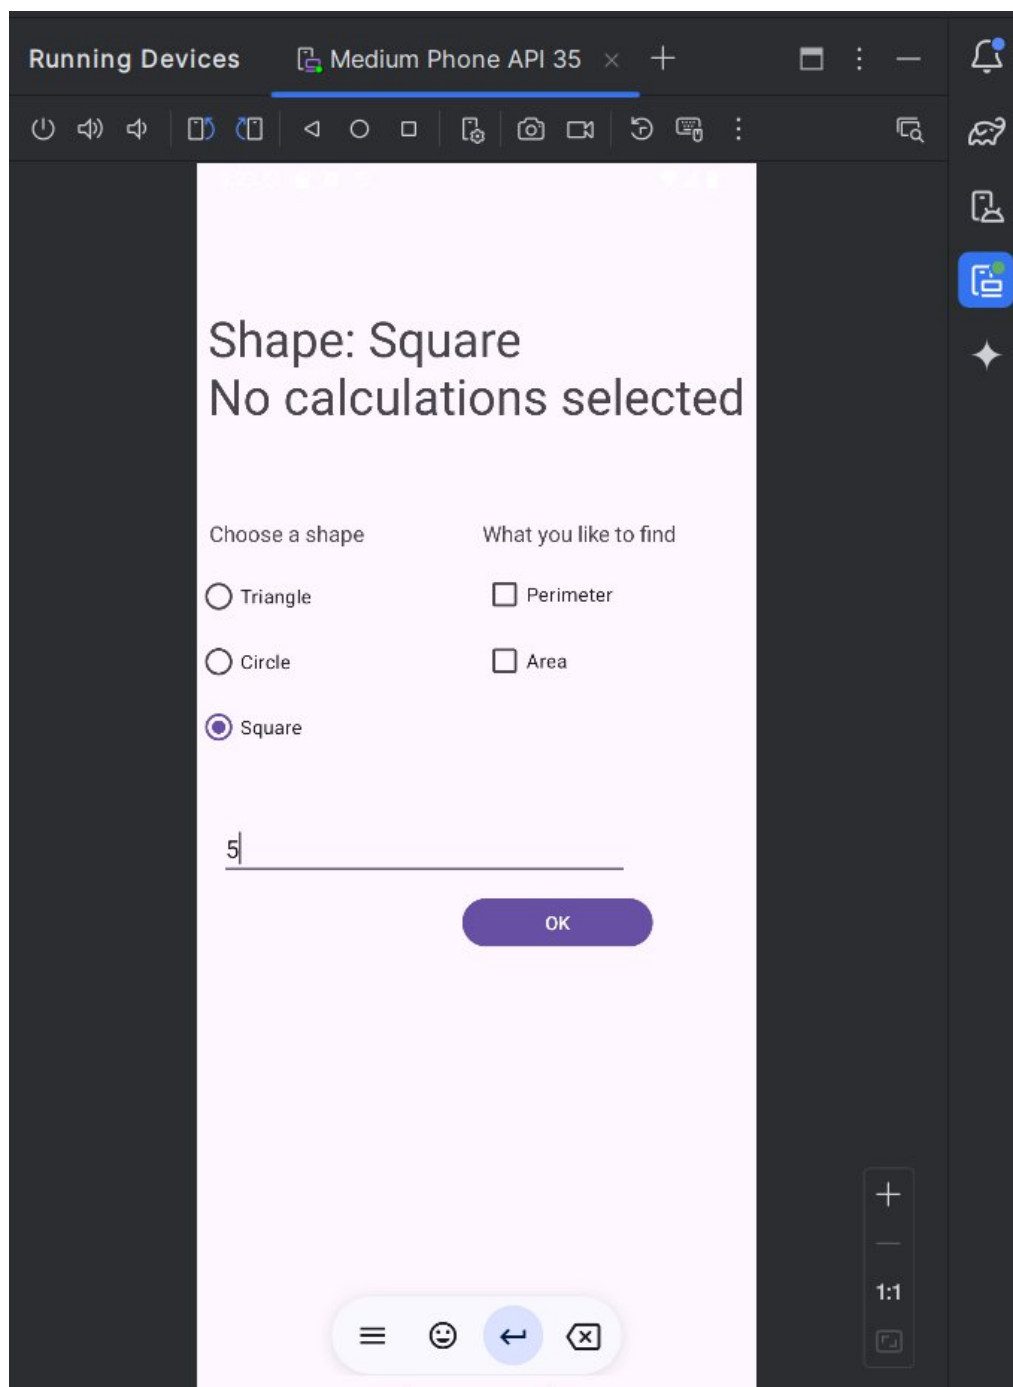 Running Devices
Medium Phone API 35
Shape: Square
No calculations selected
Choose a shape
What you like to find
Triangle
Perimeter
Circle
Area
Square
5
OK
1:1